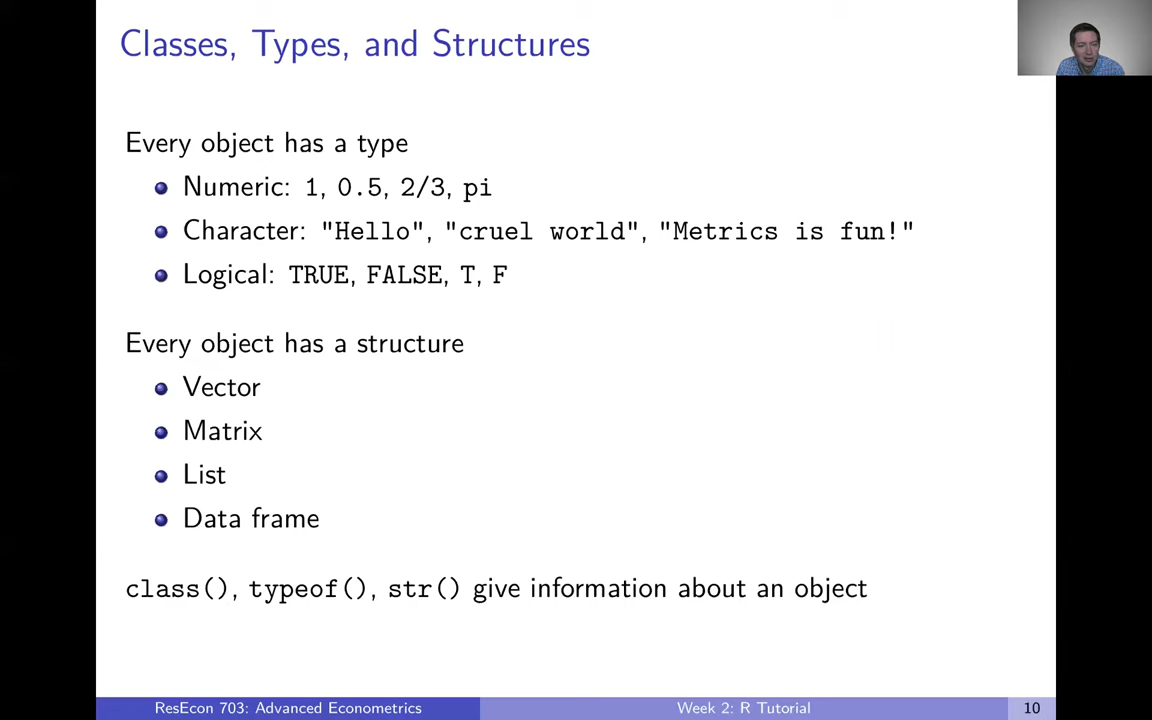 Classes, Types, and Structures
Every object has a type
Numeric: 1, 0.5, 2/3, pi
Character: "Hello", "cruel world", "Metrics is fun!"
Logical: TRUE, FALSE, T, F
Every object has a structure
Vector
Matrix
List
Data frame
class(), typeof(), str() give information about an object
ResEcon 703: Advanced Econometrics
Week 2: R Tutorial
10